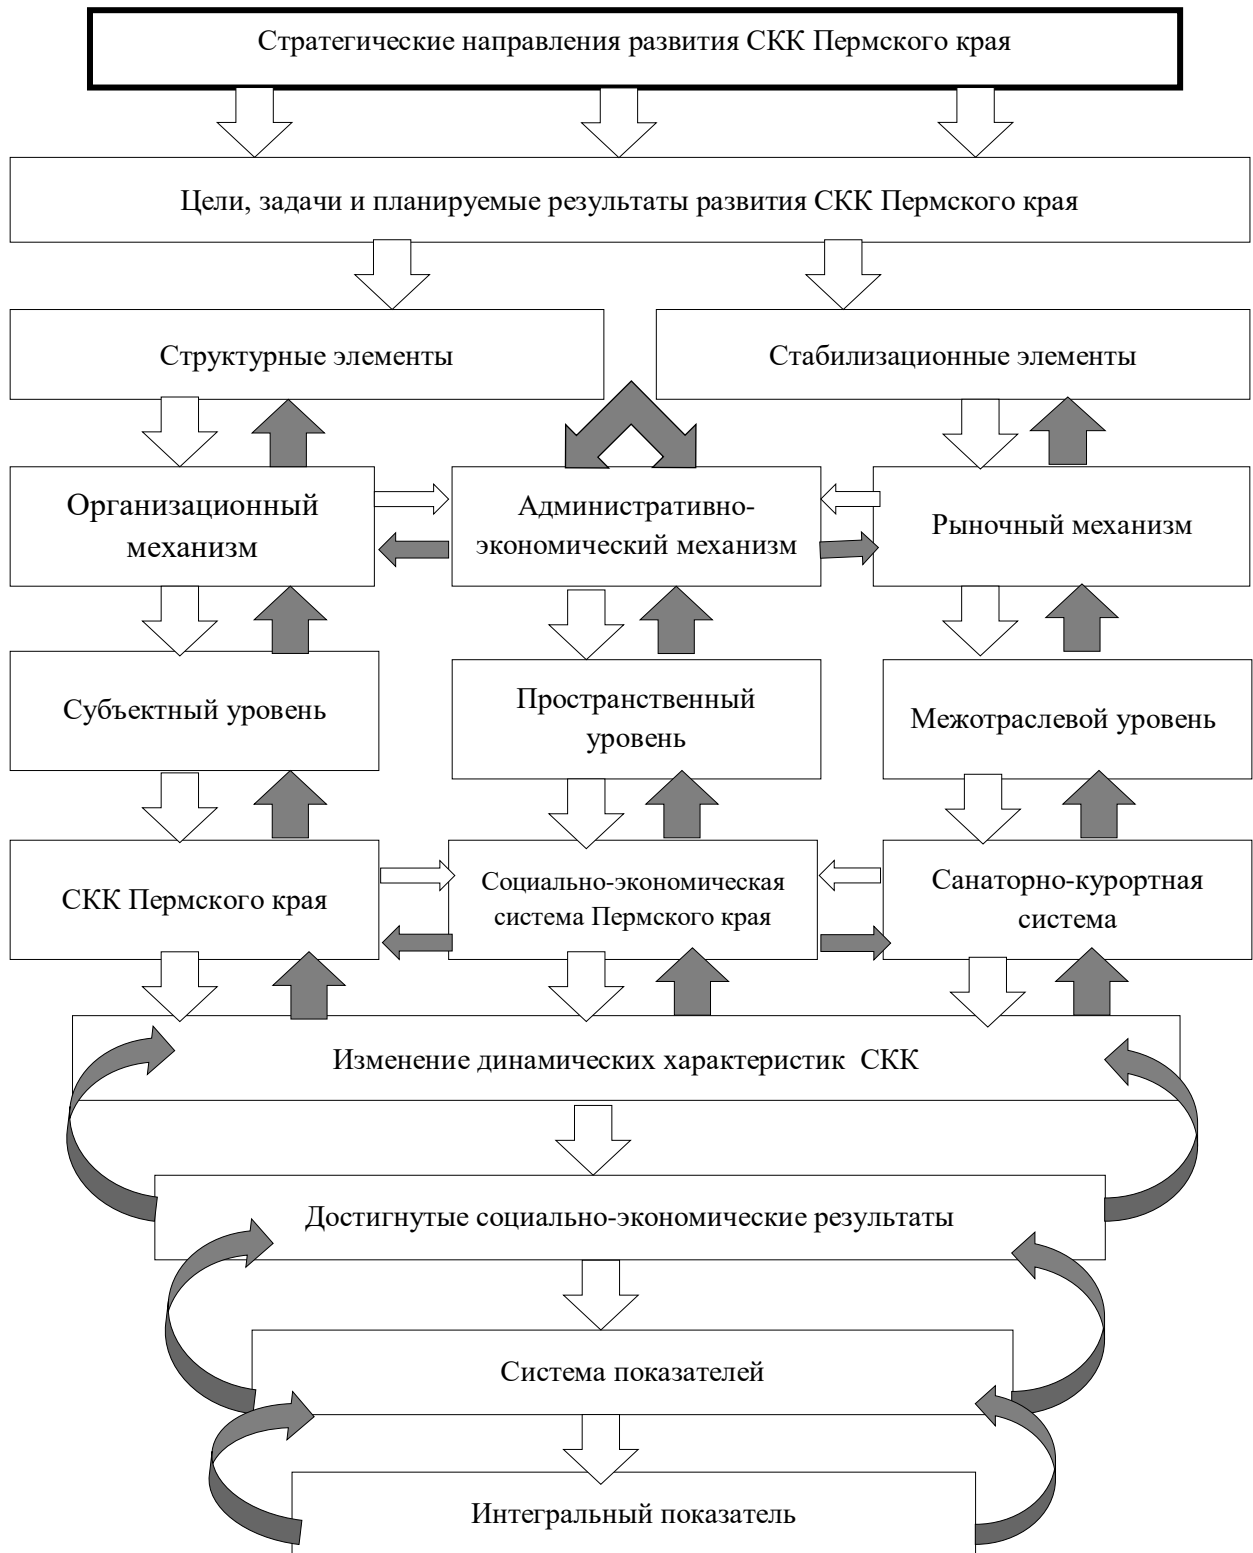 Стратегические направления развития СКК Пермского края
Цели, задачи и планируемые результаты развития СКК Пермского края
Структурные элементы
Стабилизационные элементы
Организационный
механизм
Административно-
экономический механизм
Рыночный механизм
Субъектный уровень
Пространственный
уровень
Межотраслевой уровень
СКК Пермского края
Социально-экономическая
система Пермского края
Санаторно-курортная
система
Изменение динамических характеристик СКК
Достигнутые социально-экономические результаты
Система показателей
Интегральный показатель